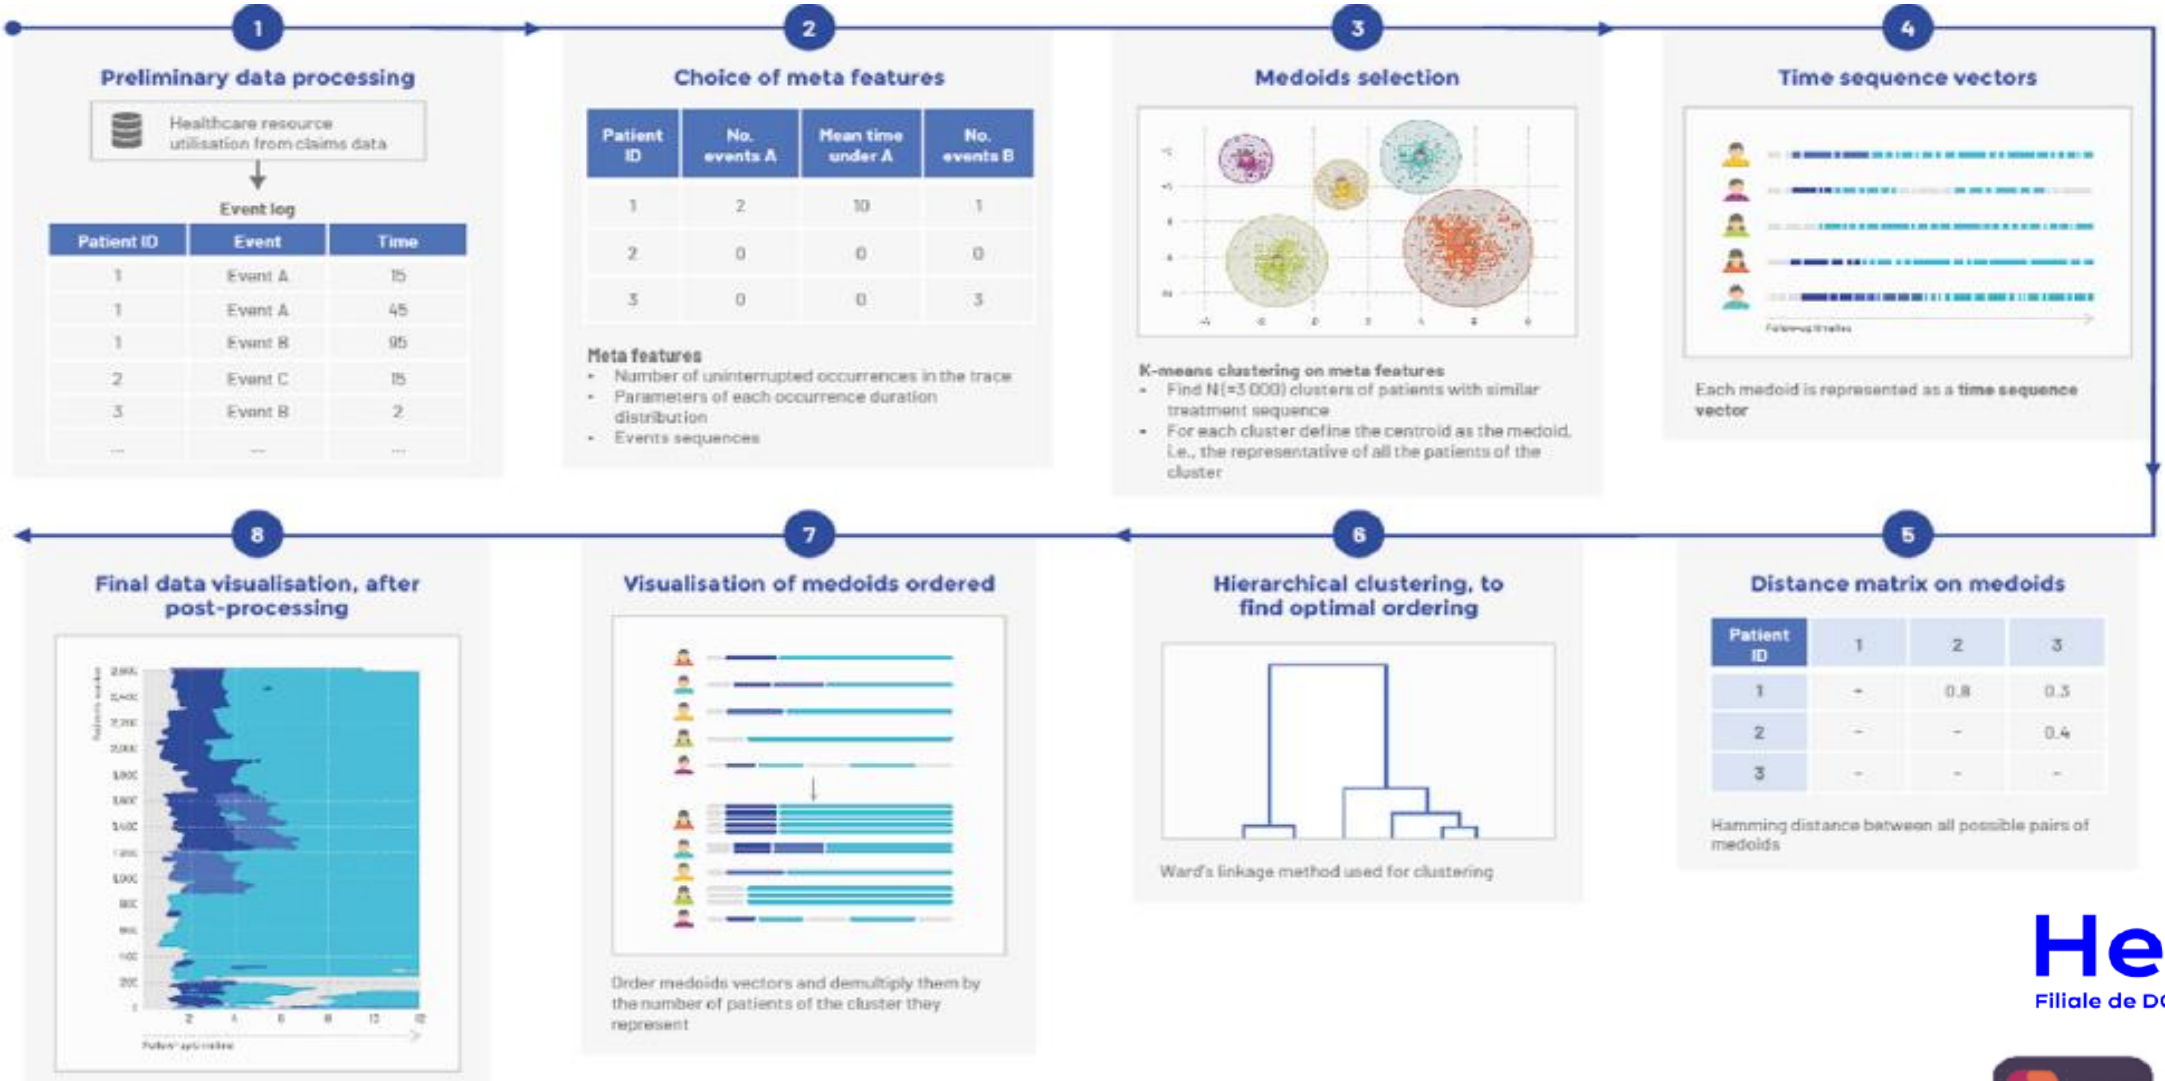 1
Preliminary data processing
Healthcare resource
utilisation from claims data
Event log
Patient ID Event Time
1 Event A 15
1 Event A 45
1 Event B 95
2 Event C 15
3 Event B 2
... ... ...
2
Choice of meta features
Patient ID No. events A Mean time under A No. events B
1 2 10 1
2 0 0 0
3 0 0 3
Meta features
• Number of uninterrupted occurrences in the trace
• Parameters of each occurrence duration
distribution
• Events sequences
3
Medoids selection
K-means clustering on meta features
• Find N (=3 000) clusters of patients with similar
treatment sequence
• For each cluster define the centroid as the medoid,
i.e., the representative of all the patients of the
cluster
4
Time sequence vectors
Each medoid is represented as a time sequence
vector
5
Distance matrix on medoids
Patient ID 1 2 3
1 - 0.8 0.3
2 - - 0.4
3 - - -
Hamming distance between all possible pairs of
medoids
6
Hierarchical clustering, to
find optimal ordering
Ward's linkage method used for clustering
7
Visualisation of medoids ordered
Order medoids vectors and demultiply them by
the number of patients of the cluster they
represent
8
Final data visualisation, after
post-processing
He
Filiale de